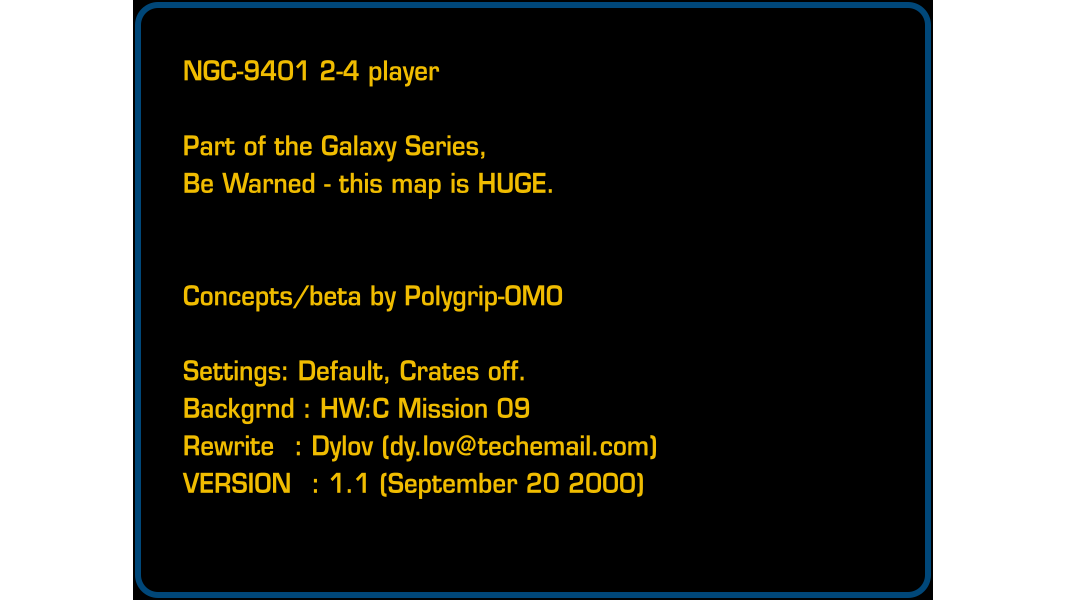 NGC-9401 2-4 player
Part of the Galaxy Series,
Be Warned - this map is HUGE.
Concepts/beta by Polygrip-OMO
Settings: Default, Crates off.
Backgrnd : HW:C Mission 09
Rewrite  : Dylov (dy.lov@techemail.com)
VERSION  : 1.1 (September 20 2000)